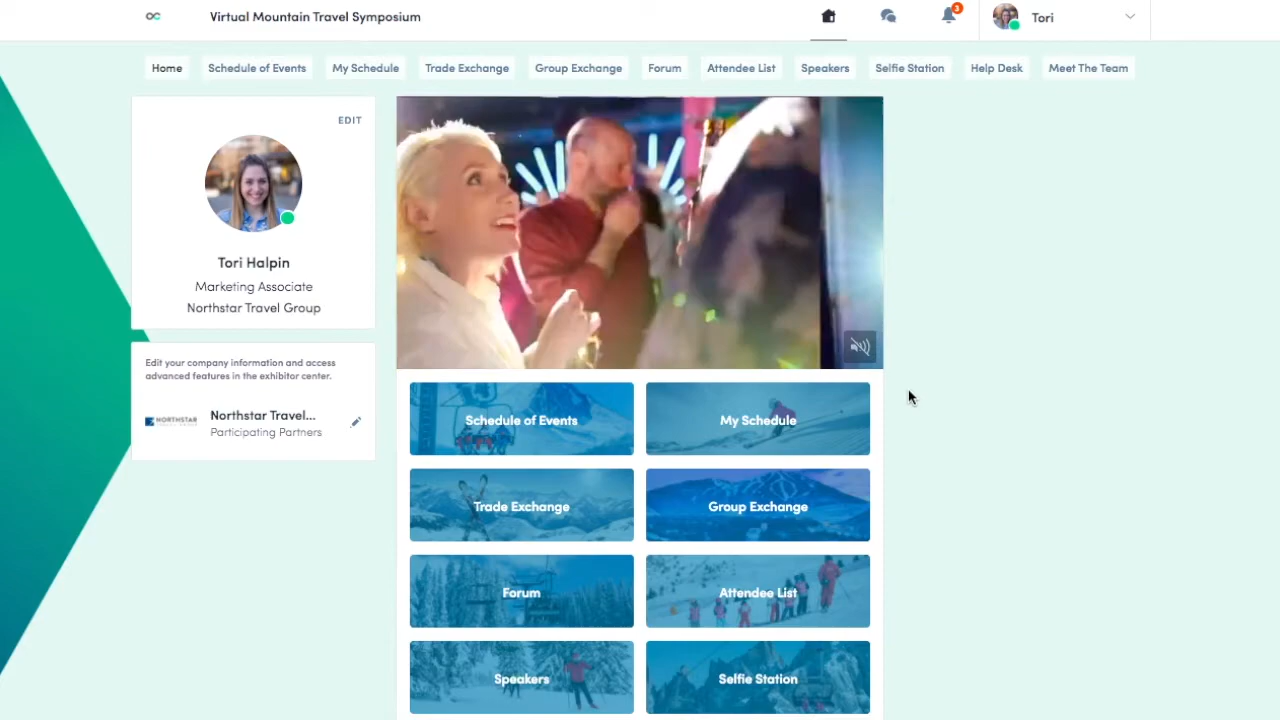 Virtual Mountain Travel Symposium
3
Tori
Home
Schedule of Events
My Schedule
Trade Exchange
Group Exchange
Forum
Attendee List
Speakers
Selfie Station
Help Desk
Meet The Team
EDIT
Tori Halpin
Marketing Associate
Northstar Travel Group
Edit your company information and access
advanced features in the exhibitor center.
NORTHSTAR
Northstar Travel...
Participating Partners
Schedule of Events
My Schedule
Trade Exchange
Group Exchange
Forum
Attendee List
Speakers
Selfie Station